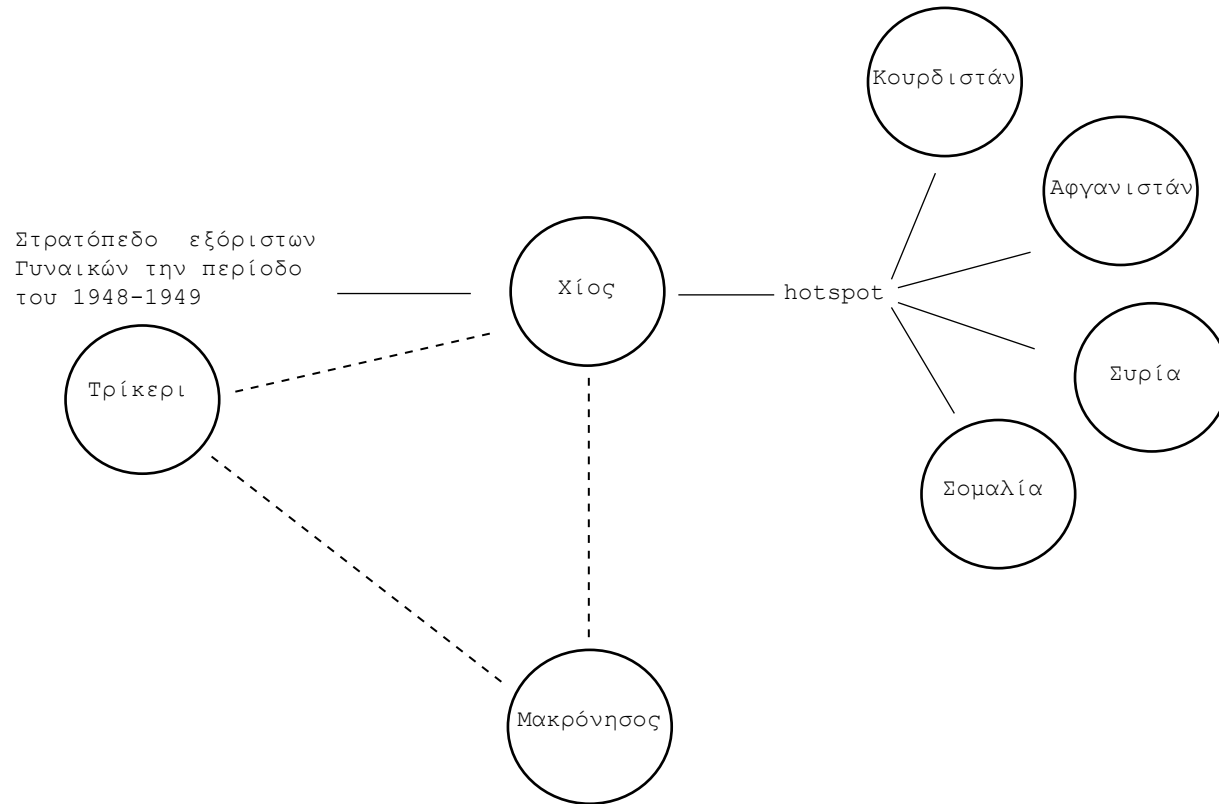 Κουρδιστάν
Αφγανιστάν
Στρατόπεδο εξόριστων
Γυναικών την περίοδο
του 1948-1949
Χίος
hotspot
Τρίκερι
Συρία
Σομαλία
Μακρόνησος